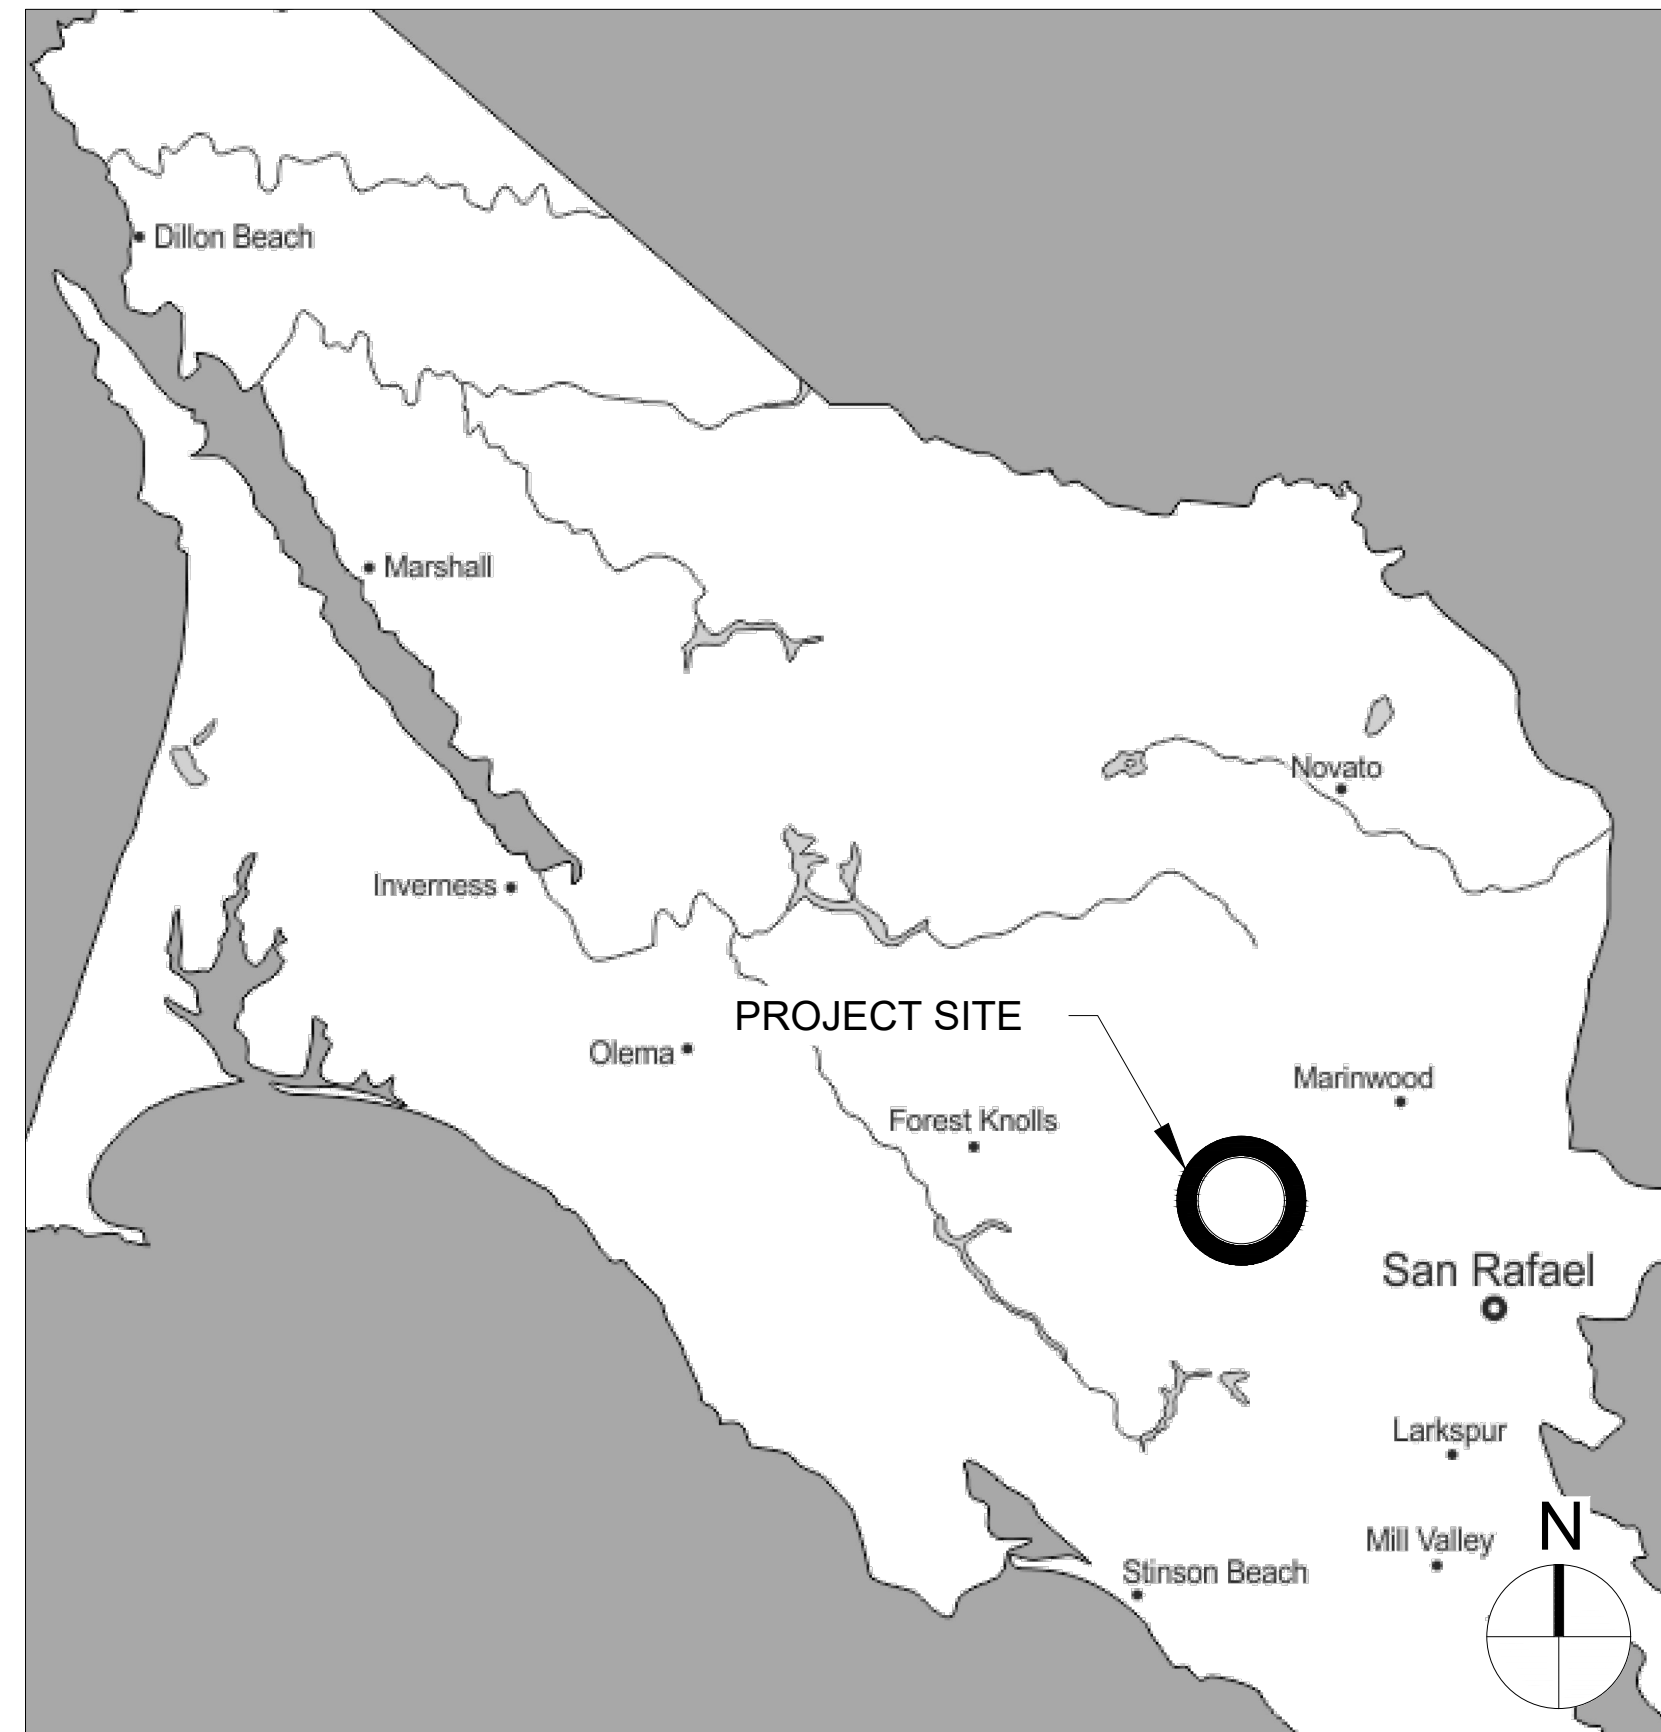 Dillon Beach
Marshall
Novato
Inverness
PROJECT SITE
Olema
Marinwood
Forest Knolls
San Rafael
Larkspur
N
Mill Valley
Stinson Beach